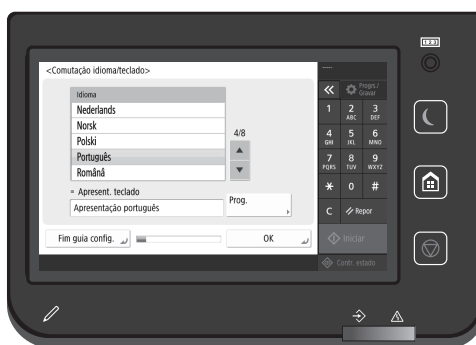 123
<Comutação idioma/teclado>
Idioma
Nederlands
Norsk
Polski
Português
Română
4/8
Apresent. teclado
Apresentação português
Prog.
Fim guia config.
OK
Progrs./
Gravar
1 2 3
ABC DEF
4 5 6
GHI JKL MNO
7 8 9
PQRS TUV WXYZ
* 0 #
C Repor
Iniciar
Contr. estado